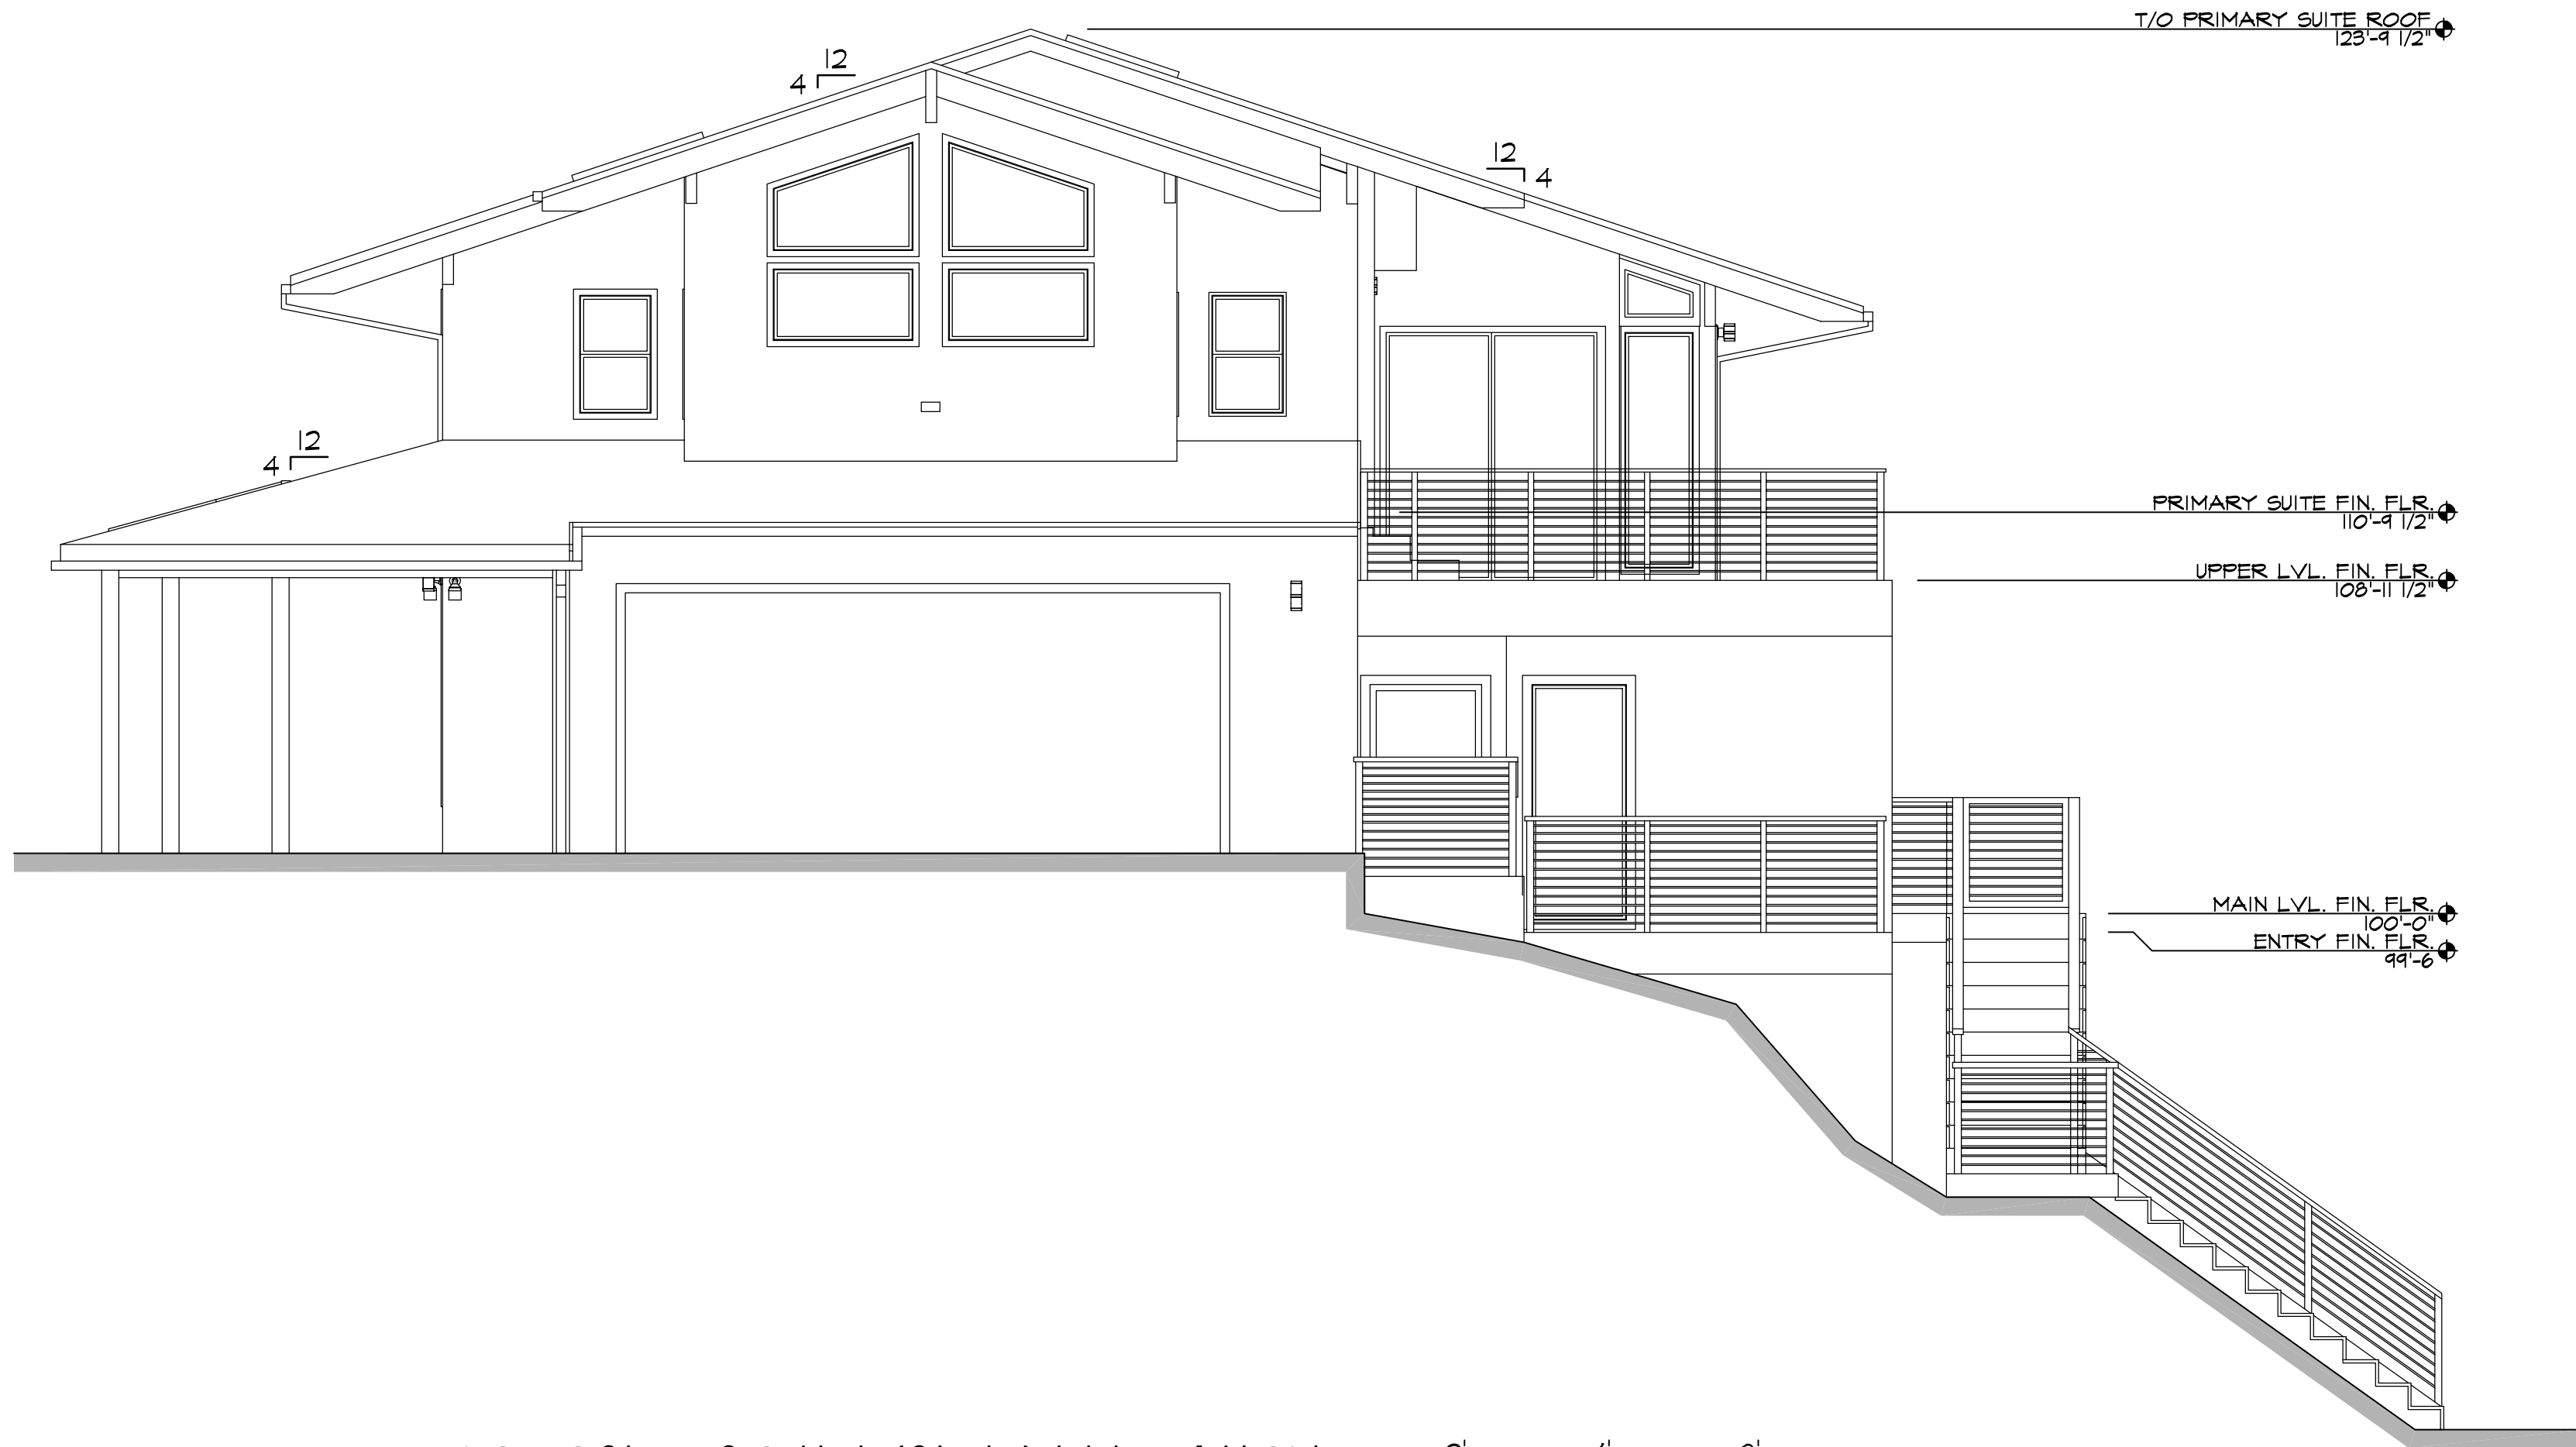 T/O PRIMARY SUITE ROOF
123'-9 1/2"
12
4
12
4
12
4
PRIMARY SUITE FIN. FLR.
110'-9 1/2"
UPPER LVL. FIN. FLR.
108'-11 1/2"
MAIN LVL. FIN. FLR.
100'-0"
ENTRY FIN. FLR.
99'-6